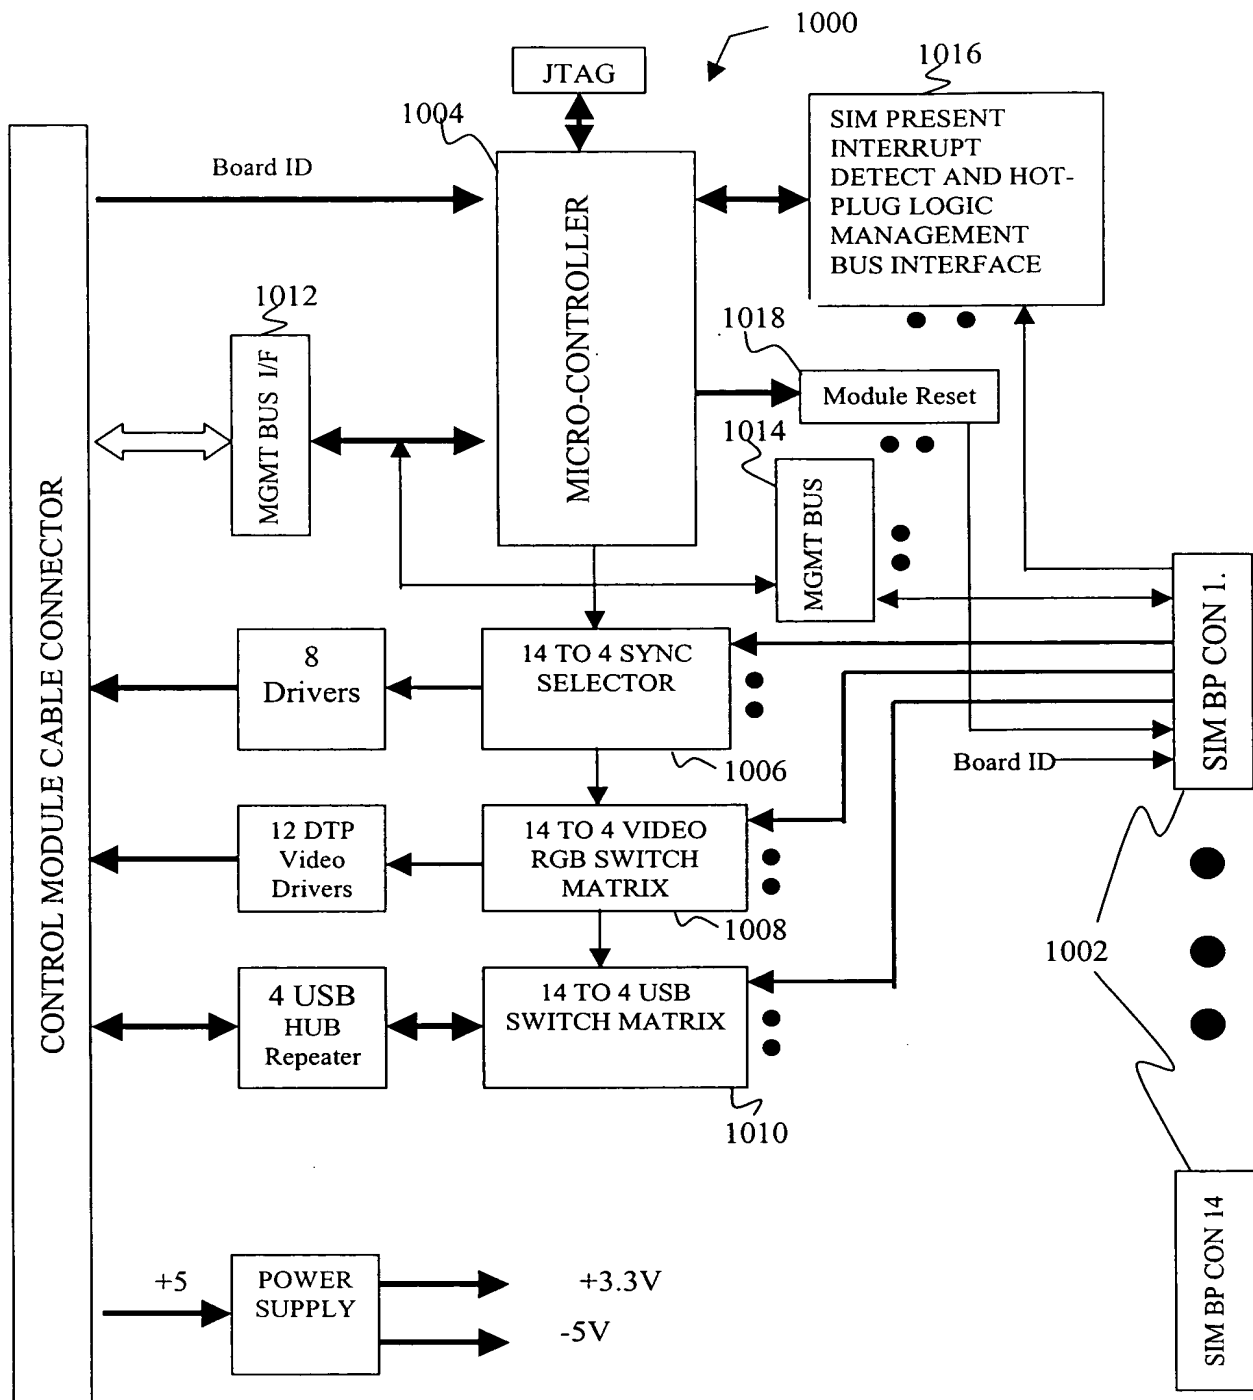 1000
JTAG
1016
1004
SIM PRESENT
INTERRUPT
DETECT AND HOT-
PLUG LOGIC
MANAGEMENT
BUS INTERFACE
Board ID
MICRO-CONTROLLER
1012
MGMT BUS I/F
1018
Module Reset
1014
MGMT BUS
CONTROL MODULE CABLE CONNECTOR
SIM BP CON 1.
8
Drivers
14 TO 4 SYNC
SELECTOR
1006
Board ID
12 DTP
Video
Drivers
14 TO 4 VIDEO
RGB SWITCH
MATRIX
1008
1002
4 USB
HUB
Repeater
14 TO 4 USB
SWITCH MATRIX
1010
SIM BP CON 14
+5
POWER
SUPPLY
+3.3V
-5V